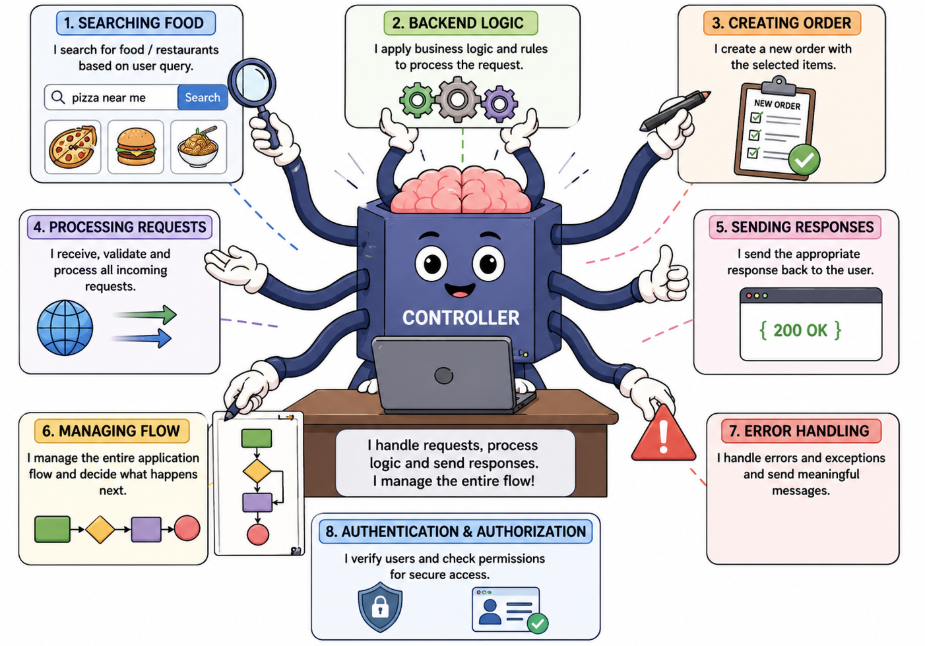 1. SEARCHING FOOD
I search for food / restaurants
based on user query.
pizza near me
Search
2. BACKEND LOGIC
I apply business logic and rules
to process the request.
3. CREATING ORDER
I create a new order with
the selected items.
NEW ORDER
4. PROCESSING REQUESTS
I receive, validate and
process all incoming
requests.
CONTROLLER
5. SENDING RESPONSES
I send the appropriate
response back to the user.
{ 200 OK }
6. MANAGING FLOW
I manage the entire application
flow and decide what happens
next.
I handle requests, process
logic and send responses.
I manage the entire flow!
7. ERROR HANDLING
I handle errors and exceptions
and send meaningful
messages.
8. AUTHENTICATION & AUTHORIZATION
I verify users and check permissions
for secure access.